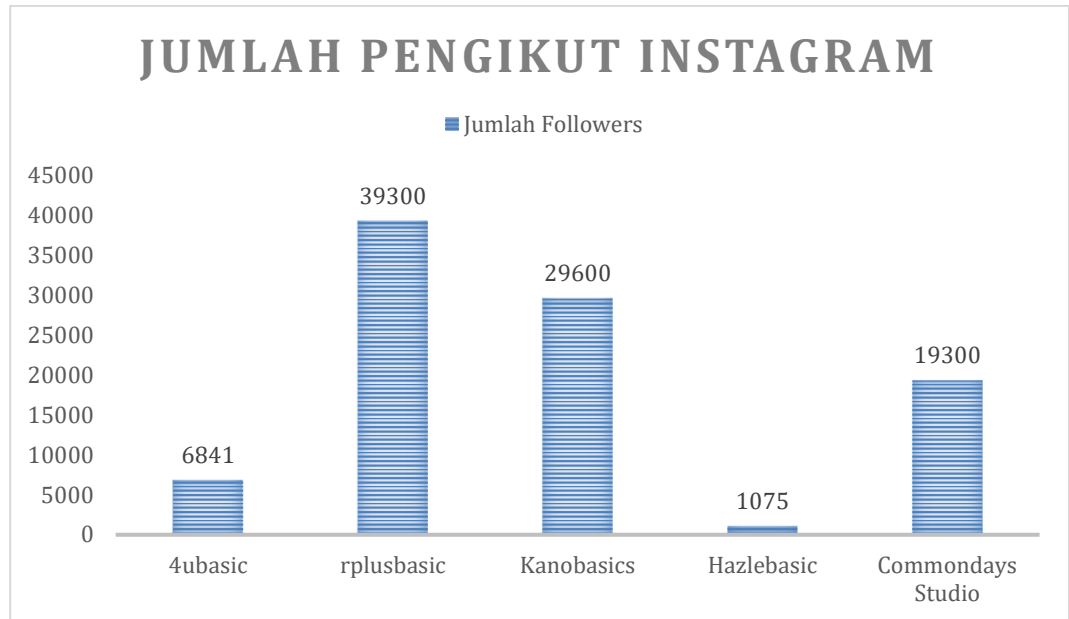 JUMLAH PENGIKUT INSTAGRAM
Jumlah Followers
45000
40000
35000
30000
25000
20000
15000
10000
5000
0
6841
39300
29600
1075
19300
4ubasic
rplusbasic
Kanobasics
Hazlebasic
Commondays
Studio